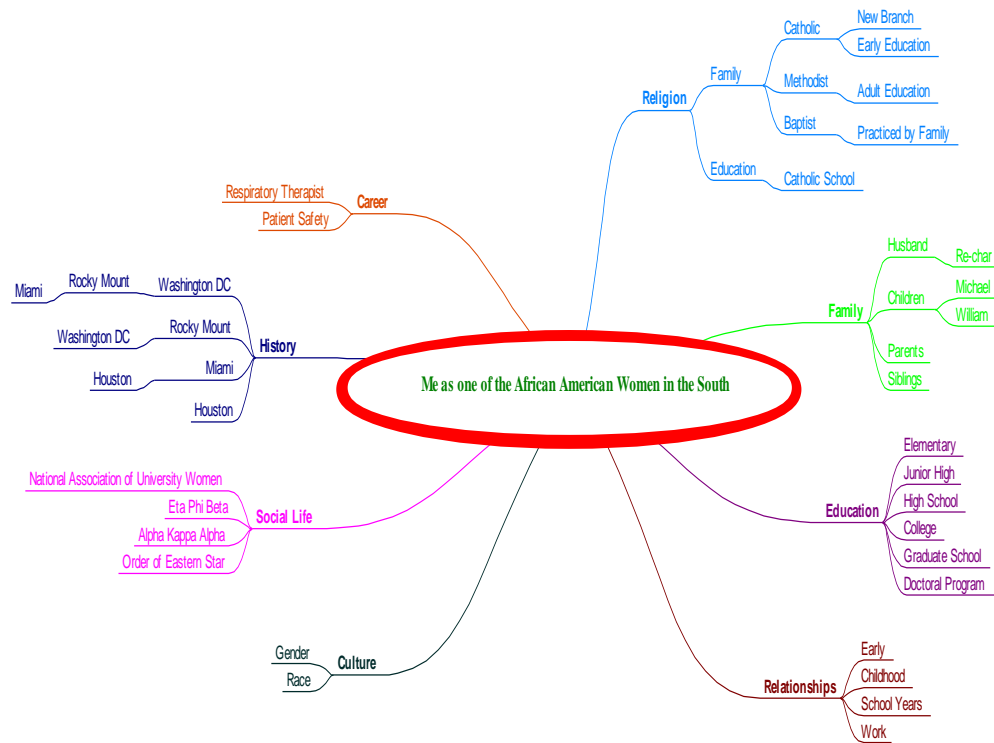 Me as one of the African American Women in the South
Religion
Family
Catholic
New Branch
Early Education
Methodist
Adult Education
Baptist
Practiced by Family
Education
Catholic School
Family
Husband
Re-char
Children
Michael
William
Parents
Siblings
Education
Elementary
Junior High
High School
College
Graduate School
Doctoral Program
Relationships
Early
Childhood
School Years
Work
Culture
Gender
Race
Social Life
National Association of University Women
Eta Phi Beta
Alpha Kappa Alpha
Order of Eastern Star
History
Washington DC
Rocky Mount
Miami
Rocky Mount
Washington DC
Miami
Houston
Houston
Career
Respiratory Therapist
Patient Safety